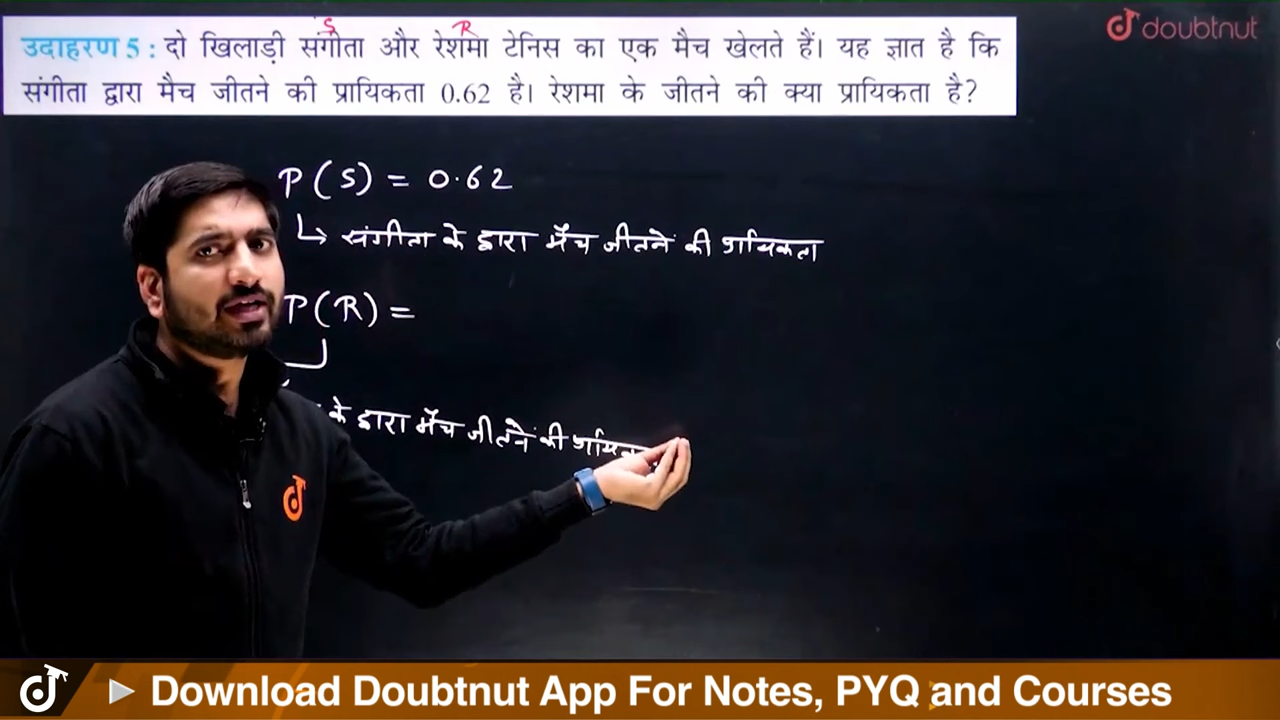 S R
doubtnut
उदाहरण 5 : दो खिलाड़ी संगीता और रेशमा टेनिस का एक मैच खेलते हैं। यह ज्ञात है कि
संगीता द्वारा मैच जीतने की प्रायिकता 0.62 है। रेशमा के जीतने की क्या प्रायिकता है?
P(S) = 0.62
↳ संगीता के द्वारा मैच जीतने की प्रायिकता
P(R) =
के द्वारा मैच जीतने की
Download Doubtnut App For Notes, PYQ and Courses